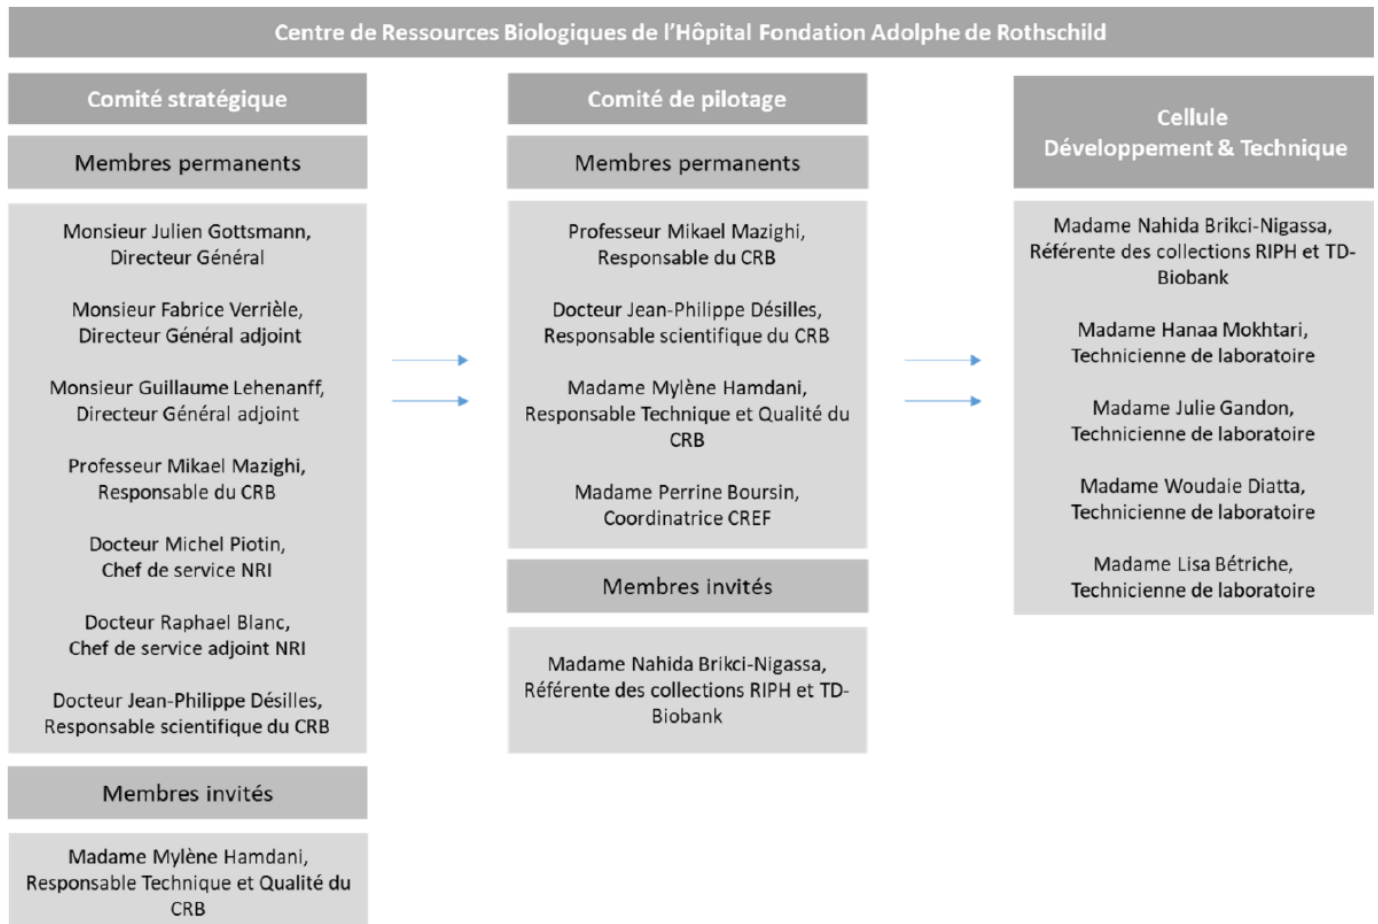 Centre de Ressources Biologiques de l'Hôpital Fondation Adolphe de Rothschild
Comité stratégique
Membres permanents
Monsieur Julien Gottsmann,
Directeur Général
Monsieur Fabrice Verrièle,
Directeur Général adjoint
Monsieur Guillaume Lehenanff,
Directeur Général adjoint
Professeur Mikael Mazighi,
Responsable du CRB
Docteur Michel Piotin,
Chef de service NRI
Docteur Raphael Blanc,
Chef de service adjoint NRI
Docteur Jean-Philippe Désilles,
Responsable scientifique du CRB
Membres invités
Madame Mylène Hamdani,
Responsable Technique et Qualité du
CRB
Comité de pilotage
Membres permanents
Professeur Mikael Mazighi,
Responsable du CRB
Docteur Jean-Philippe Désilles,
Responsable scientifique du CRB
Madame Mylène Hamdani,
Responsable Technique et Qualité du
CRB
Madame Perrine Boursin,
Coordinatrice CREF
Membres invités
Madame Nahida Brikci-Nigassa,
Référente des collections RIPH et TD-
Biobank
Cellule
Développement & Technique
Madame Nahida Brikci-Nigassa,
Référente des collections RIPH et TD-
Biobank
Madame Hanaa Mokhtari,
Technicienne de laboratoire
Madame Julie Gandon,
Technicienne de laboratoire
Madame Woudaie Diatta,
Technicienne de laboratoire
Madame Lisa Bétriche,
Technicienne de laboratoire